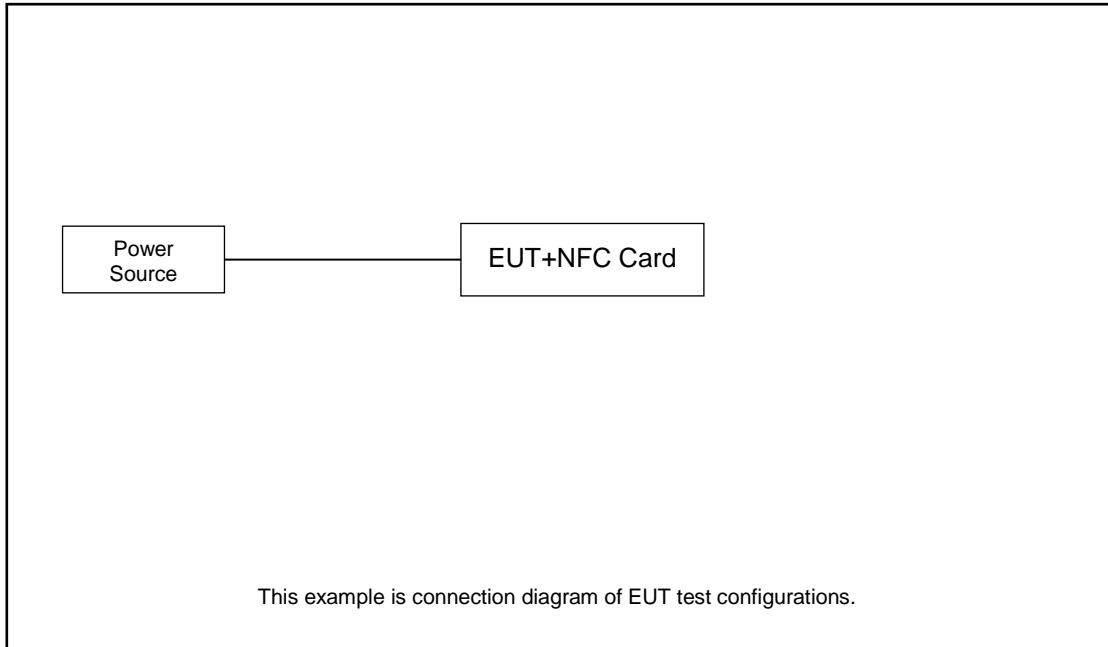 Power
Source
EUT+NFC Card
This example is connection diagram of EUT test configurations.